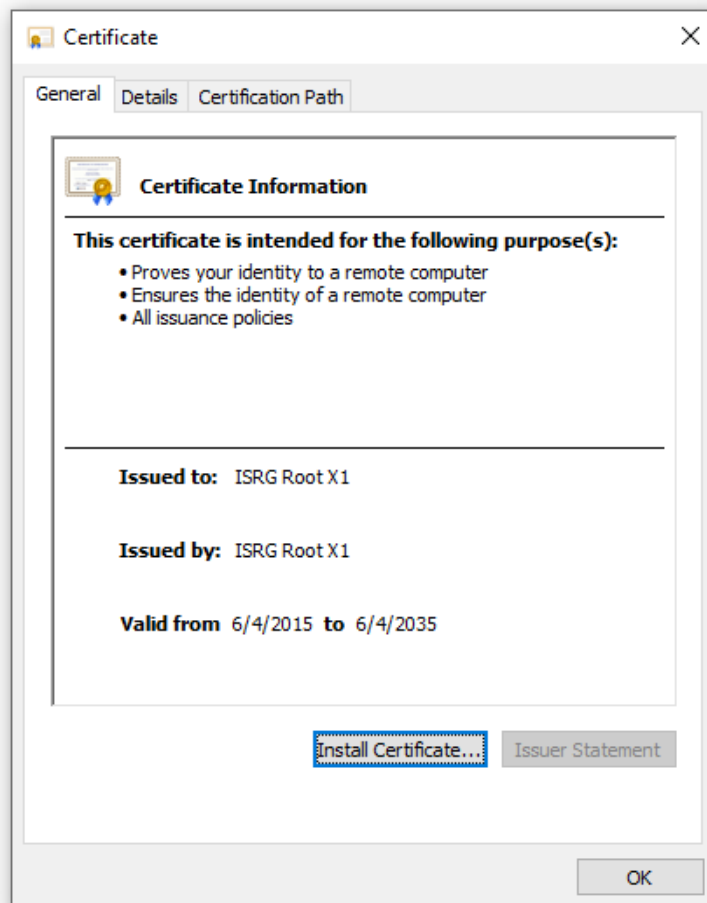 Certificate
General Details Certification Path
Certificate Information
This certificate is intended for the following purpose(s):
• Proves your identity to a remote computer
• Ensures the identity of a remote computer
• All issuance policies
Issued to: ISRG Root X1
Issued by: ISRG Root X1
Valid from 6/4/2015 to 6/4/2035
Install Certificate... Issuer Statement
OK